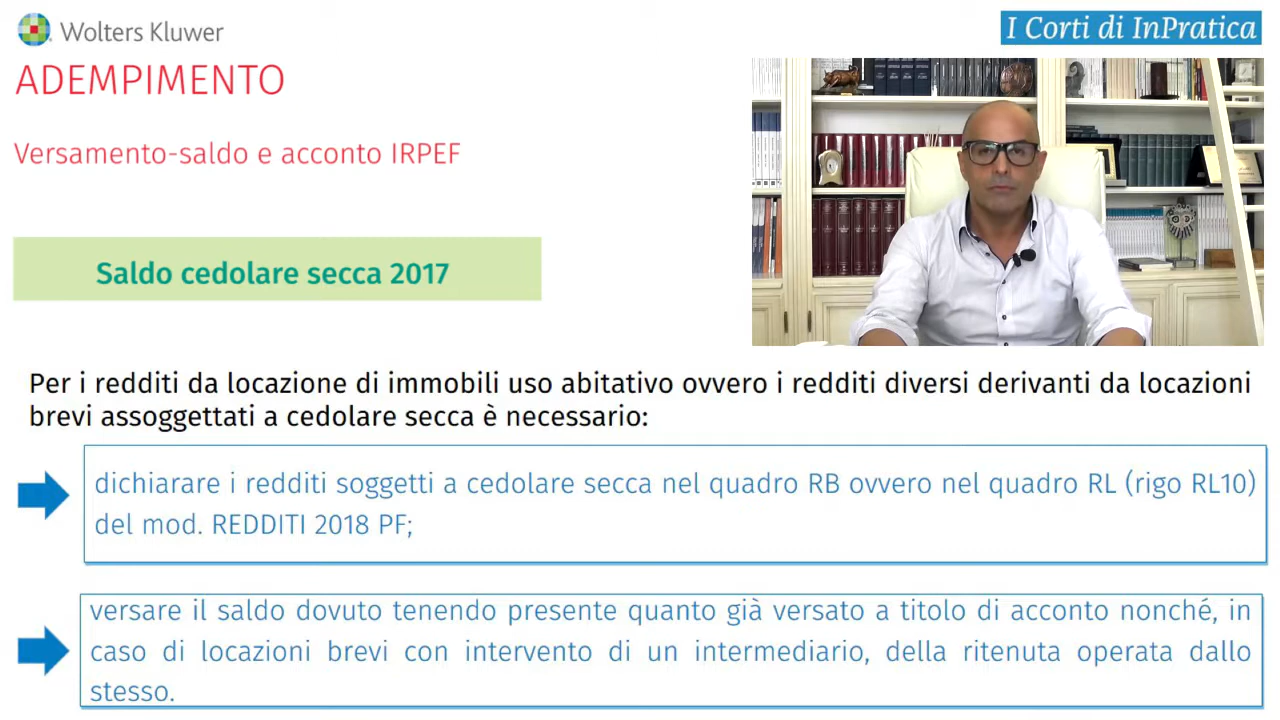 Wolters Kluwer
I Corti di InPratica
ADEMPIMENTO
Versamento-saldo e acconto IRPEF
Saldo cedolare secca 2017
Per i redditi da locazione di immobili uso abitativo ovvero i redditi diversi derivanti da locazioni
brevi assoggettati a cedolare secca è necessario:
dichiarare i redditi soggetti a cedolare secca nel quadro RB ovvero nel quadro RL (rigo RL10)
del mod. REDDITI 2018 PF;
versare il saldo dovuto tenendo presente quanto già versato a titolo di acconto nonché, in
caso di locazioni brevi con intervento di un intermediario, della ritenuta operata dallo
stesso.